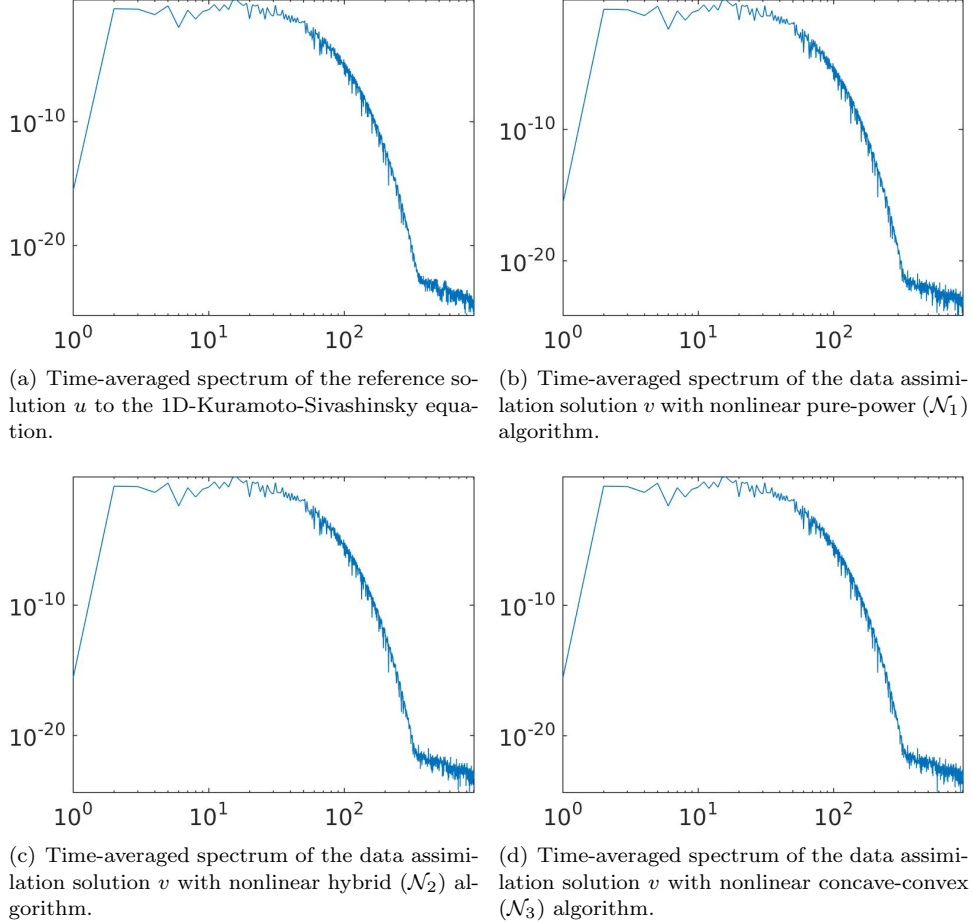 10^-10
10^-20
10^0 10^1 10^2
(a) Time-averaged spectrum of the reference so-
lution u to the 1D-Kuramoto-Sivashinsky equa-
tion.
10^-10
10^-20
10^0 10^1 10^2
(b) Time-averaged spectrum of the data assimi-
lation solution v with nonlinear pure-power (𝒩₁)
algorithm.
10^-10
10^-20
10^0 10^1 10^2
(c) Time-averaged spectrum of the data assimi-
lation solution v with nonlinear hybrid (𝒩₂) al-
gorithm.
10^-10
10^-20
10^0 10^1 10^2
(d) Time-averaged spectrum of the data assimi-
lation solution v with nonlinear concave-convex
(𝒩₃) algorithm.